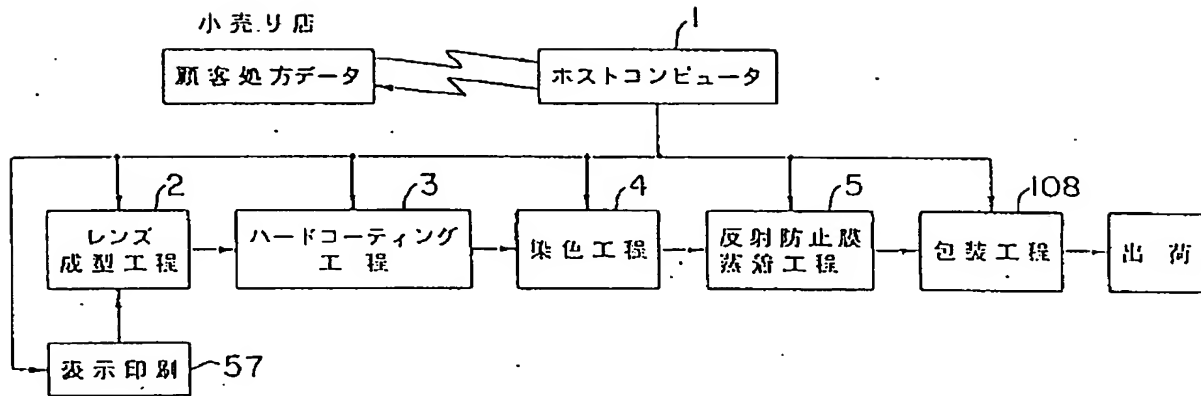 小売り店
1
顧客処方データ
ホストコンピュータ
2
3
4
5
108
レンズ
成型工程
ハードコーティング
工程
染色工程
反射防止膜
蒸着工程
包装工程
出荷
表示印刷
57